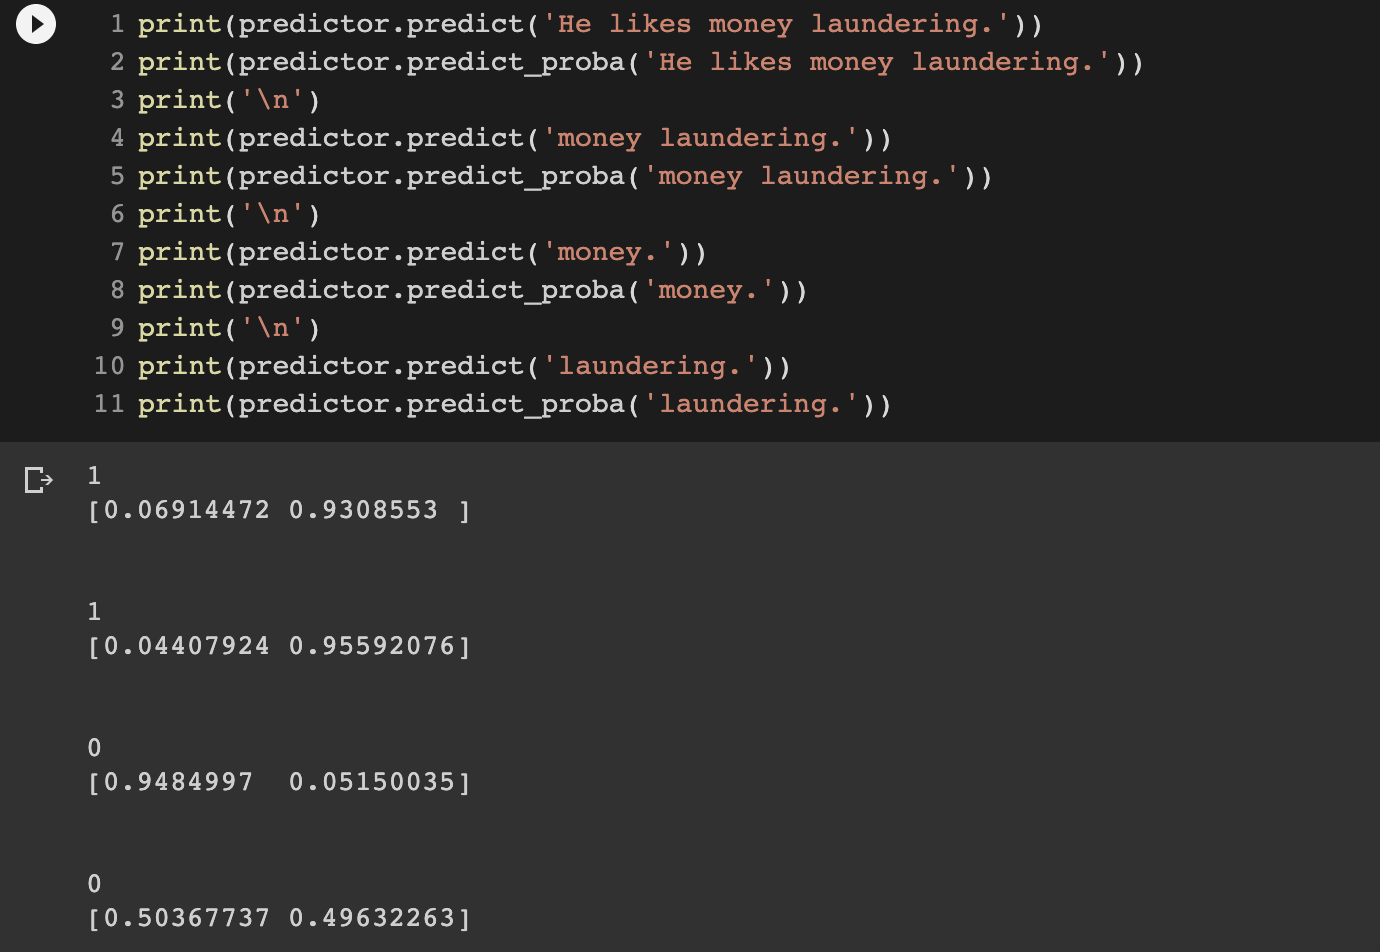 1 print(predictor.predict('He likes money laundering.'))
2 print(predictor.predict_proba('He likes money laundering.'))
3 print('\n')
4 print(predictor.predict('money laundering.'))
5 print(predictor.predict_proba('money laundering.'))
6 print('\n')
7 print(predictor.predict('money.'))
8 print(predictor.predict_proba('money.'))
9 print('\n')
10 print(predictor.predict('laundering.'))
11 print(predictor.predict_proba('laundering.'))
1
[0.06914472 0.9308553 ]
1
[0.04407924 0.95592076]
0
[0.9484997  0.05150035]
0
[0.50367737 0.49632263]